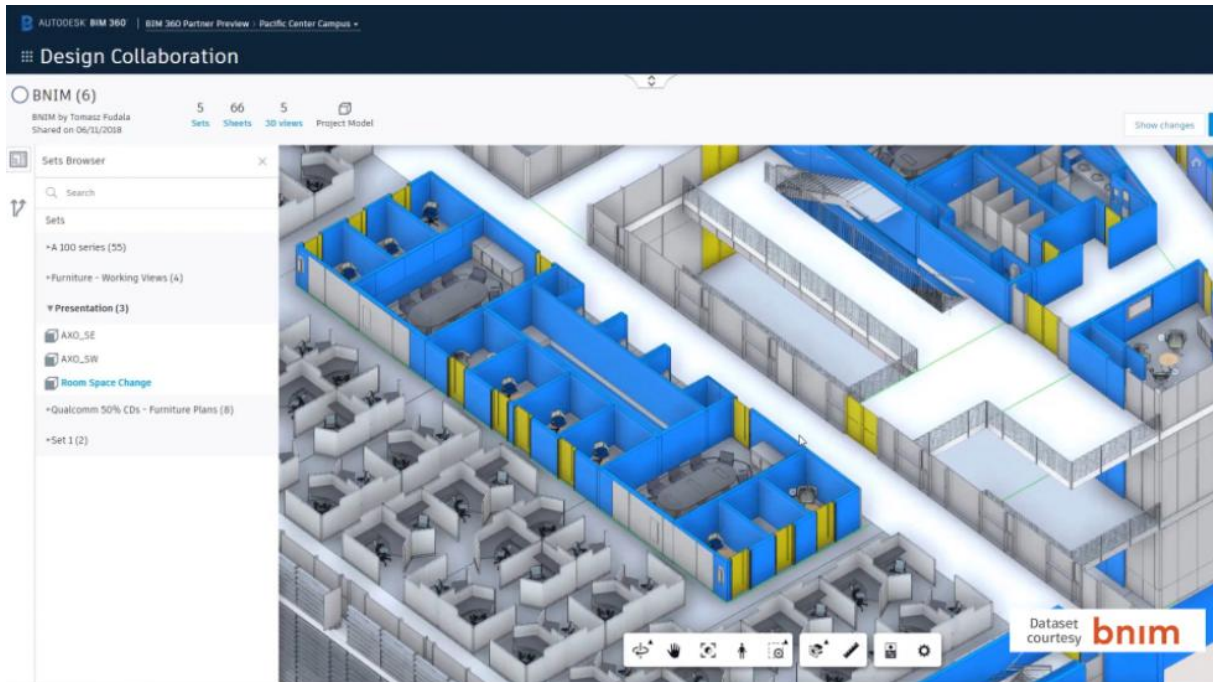 AUTODESK BIM 360 | BIM 360 Partner Preview › Pacific Center Campus
Design Collaboration
BNIM (6)
BNIM by Tomasz Fudala
Shared on 06/11/2018
5 66 5
Sets Sheets 3D views Project Model
Show changes
Sets Browser
Search
Sets
A 100 series (55)
Furniture - Working Views (4)
Presentation (3)
AXO_SE
AXO_SW
Room Space Change
Qualcomm 50% CDs - Furniture Plans (8)
Set 1 (2)
Dataset
courtesy bnim